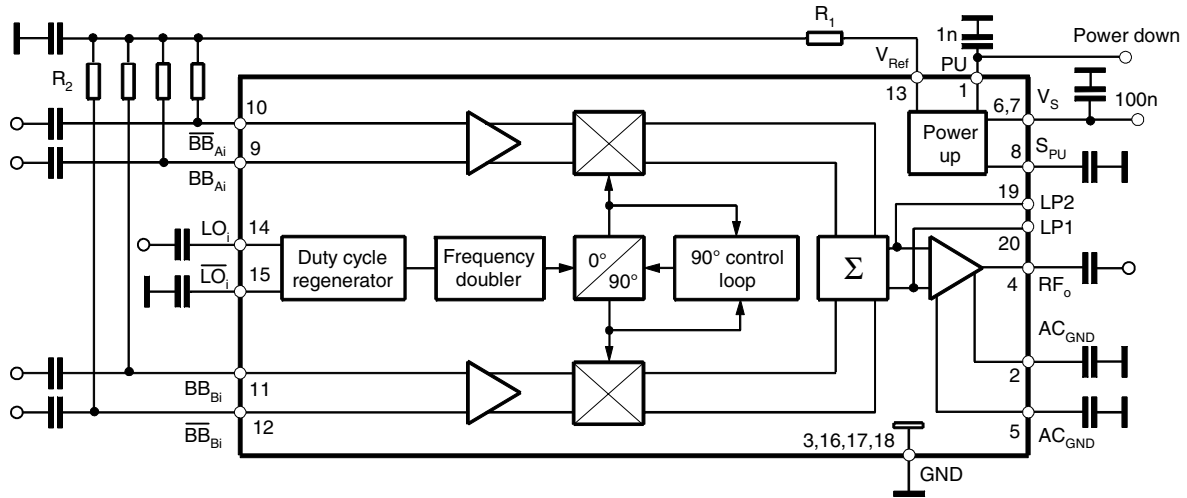 R1
1n
Power down
R2
VRef
PU
13
1
6,7
VS
100n
10
BBAi
9
BBAi
Power
up
8
SPU
19
LP2
LP1
LOi
14
20
Duty cycle
regenerator
Frequency
doubler
0°
90°
90° control
loop
Σ
LOi
15
4
RFo
BBBi
11
ACGND
2
BBBi
12
3,16,17,18
5
ACGND
GND